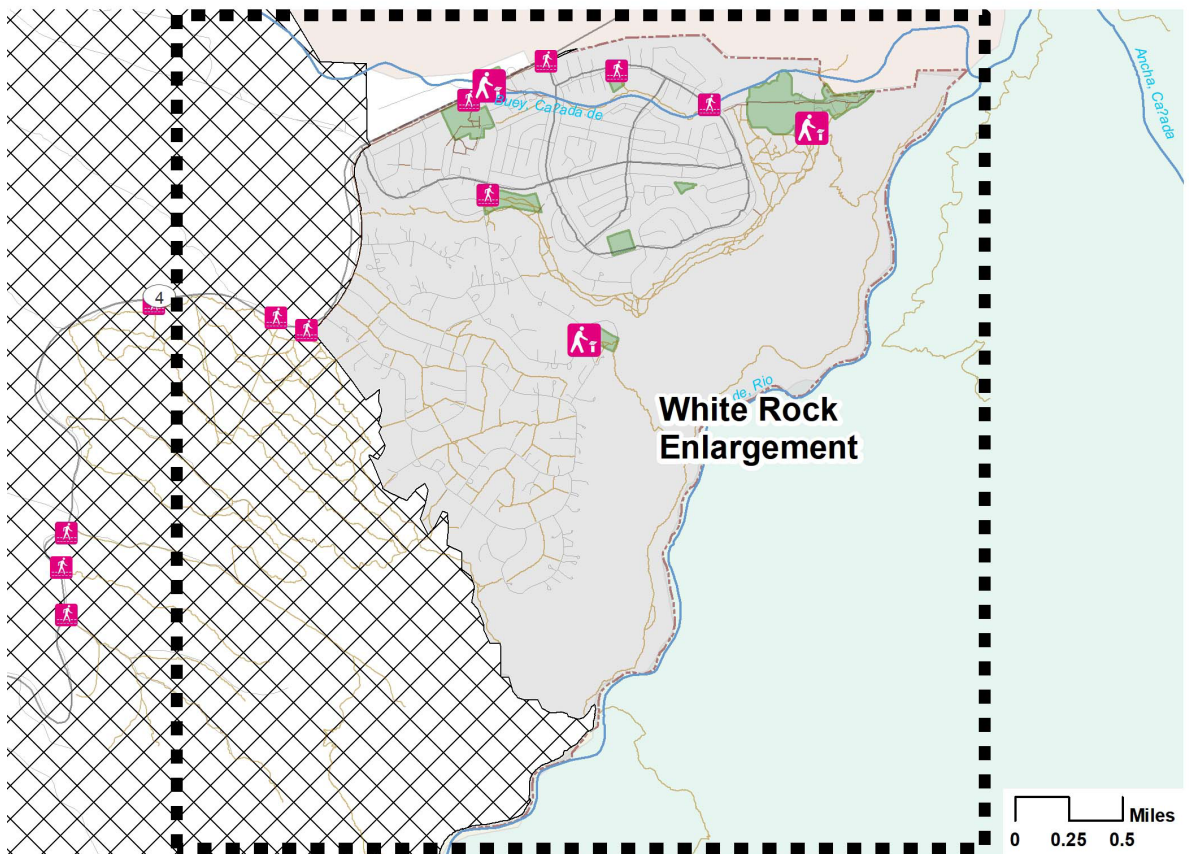 Buey, Ca?ada de
Ancha, Ca?ada
4
de, Rio
White Rock
Enlargement
Miles
0 0.25 0.5